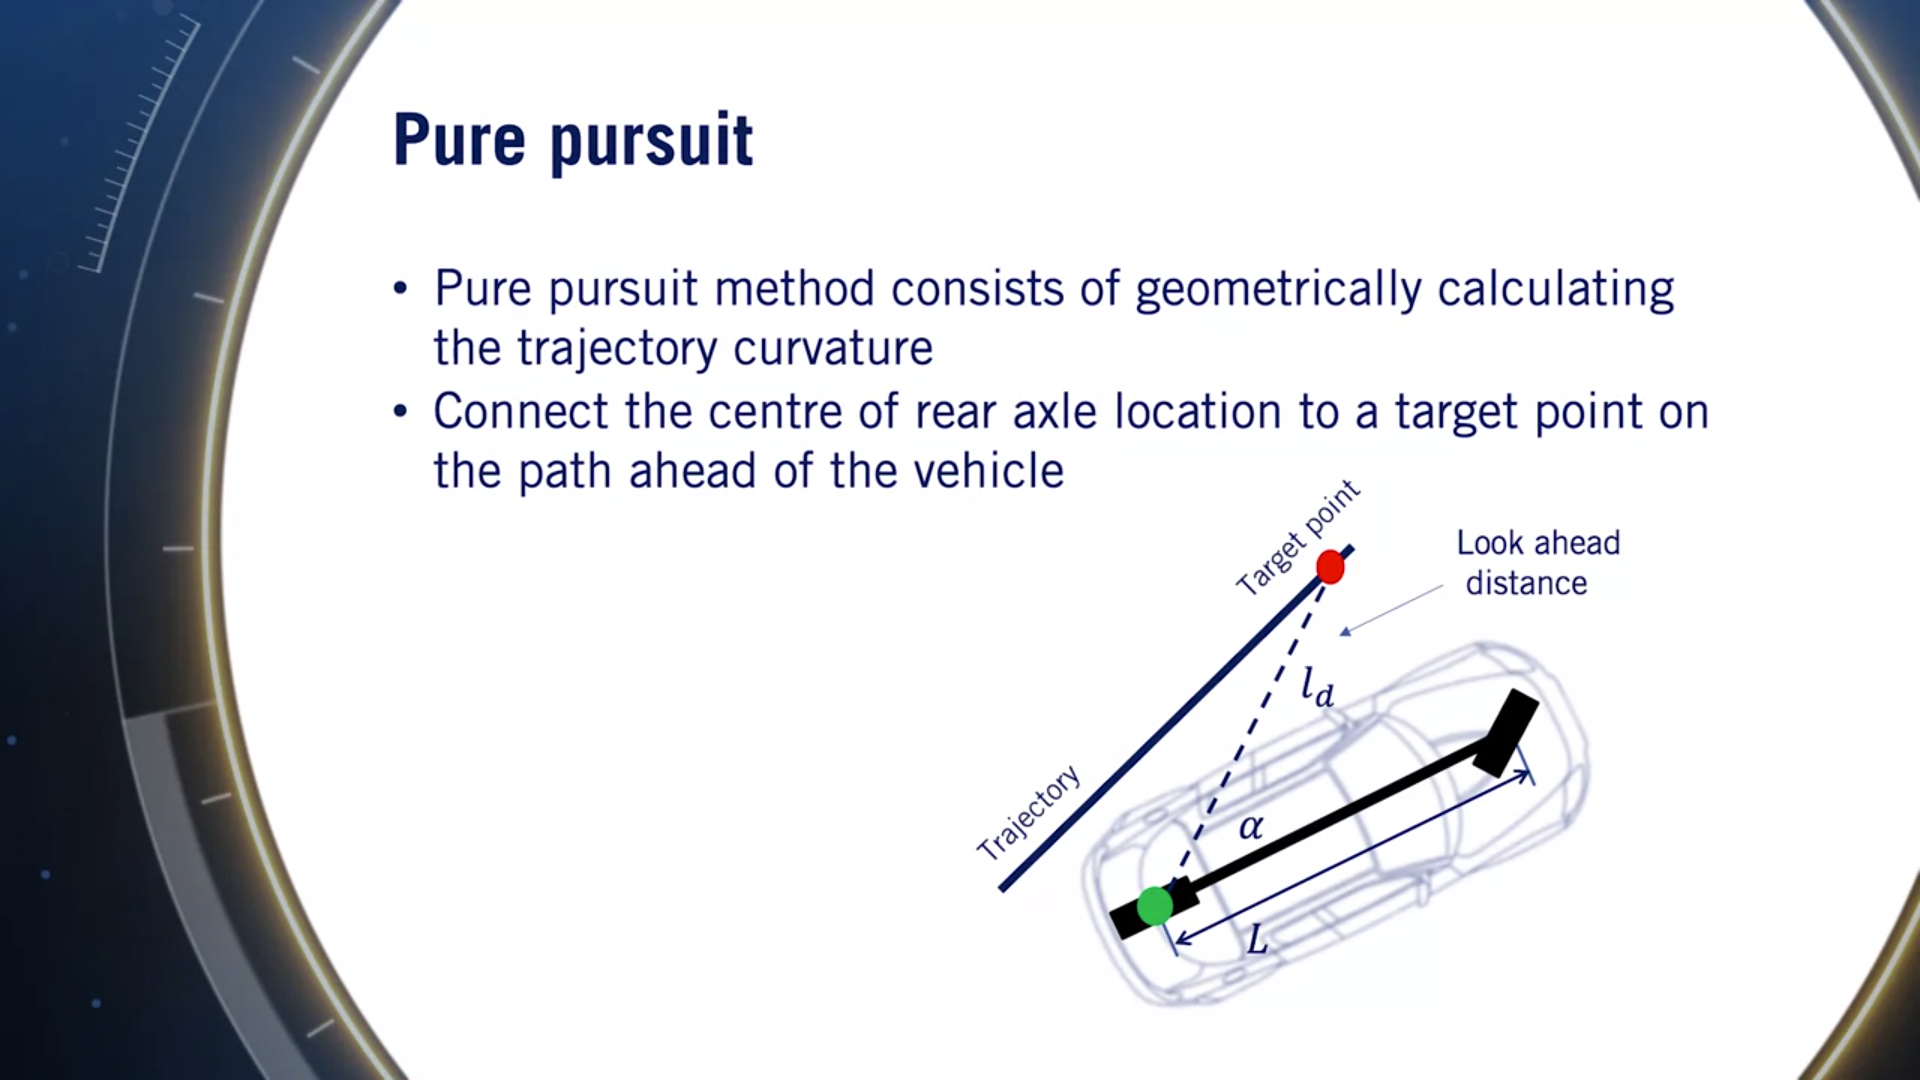 Pure pursuit
• Pure pursuit method consists of geometrically calculating
the trajectory curvature
• Connect the centre of rear axle location to a target point on
the path ahead of the vehicle
Target point
Look ahead
distance
l_d
Trajectory
α
L